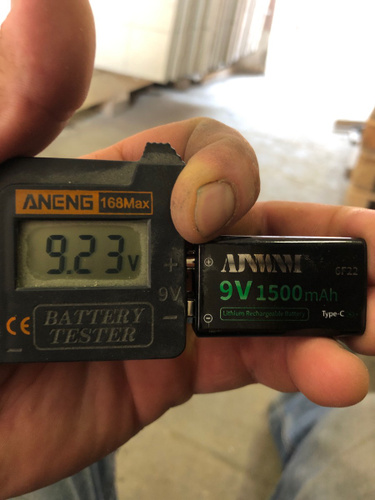 ANENG 168Max
9.23V
+
9V
−
CE BATTERY
TESTER
−
6F22
9V 1500mAh
Lithium Rechargeable Battery
Type-C